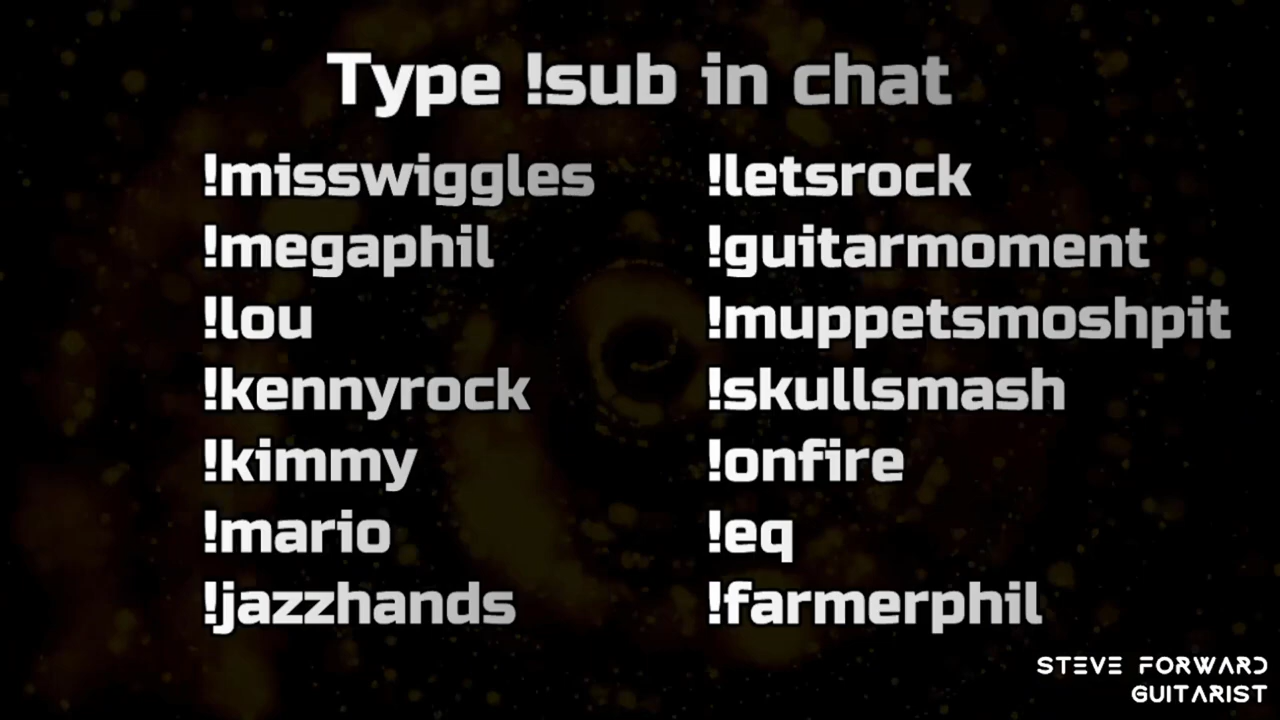 Type !sub in chat
!misswiggles
!megaphil
!lou
!kennyrock
!kimmy
!mario
!jazzhands
!letsrock
!guitarmoment
!muppetsmoshpit
!skullsmash
!onfire
!eq
!farmerphil
STEVE FORWARD
GUITARIST